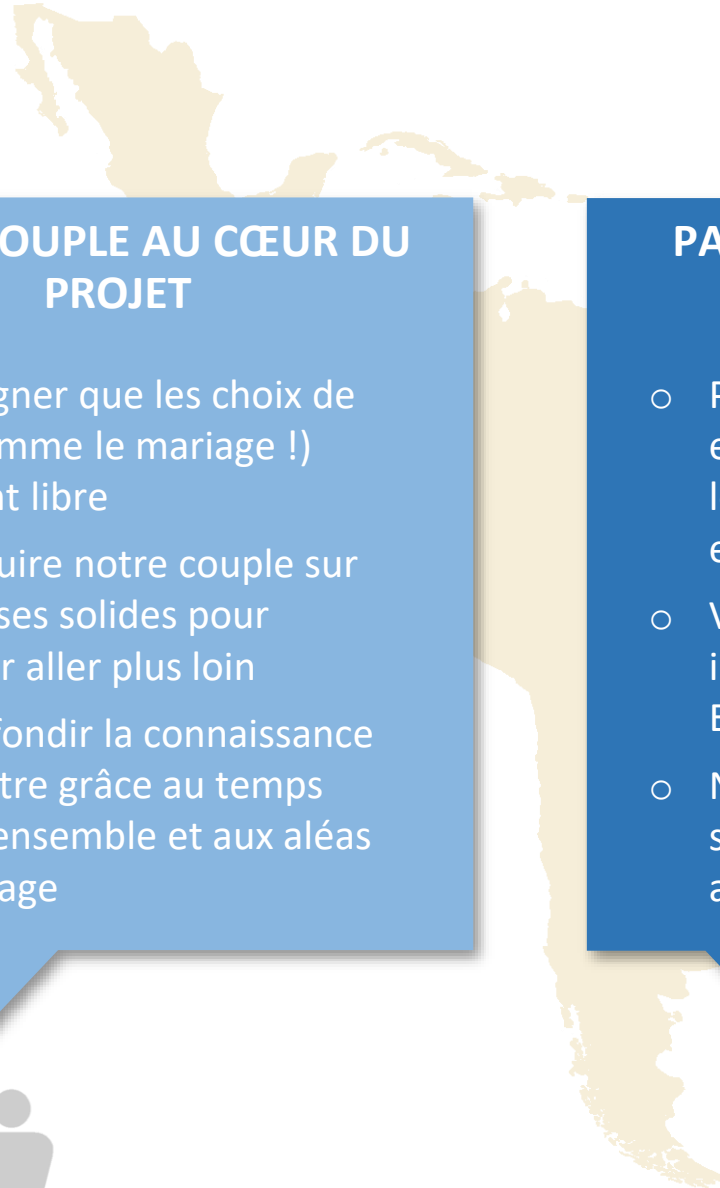 OUPLE AU CŒUR DU
PROJET
gner que les choix de
mme le mariage !)
nt libre
uire notre couple sur
ses solides pour
r aller plus loin
fondir la connaissance
tre grâce au temps
ensemble et aux aléas
age
PA
○ P
e
l
e
○ V
i
E
○ N
s
a